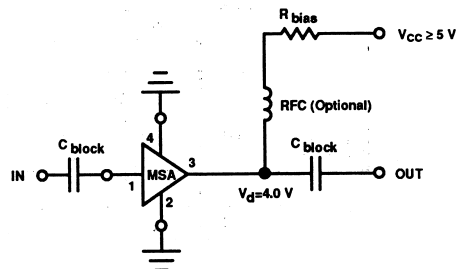 R bias
V CC ≥ 5 V
RFC (Optional)
4
C block
C block
3
IN
MSA
OUT
1
2
V d=4.0 V